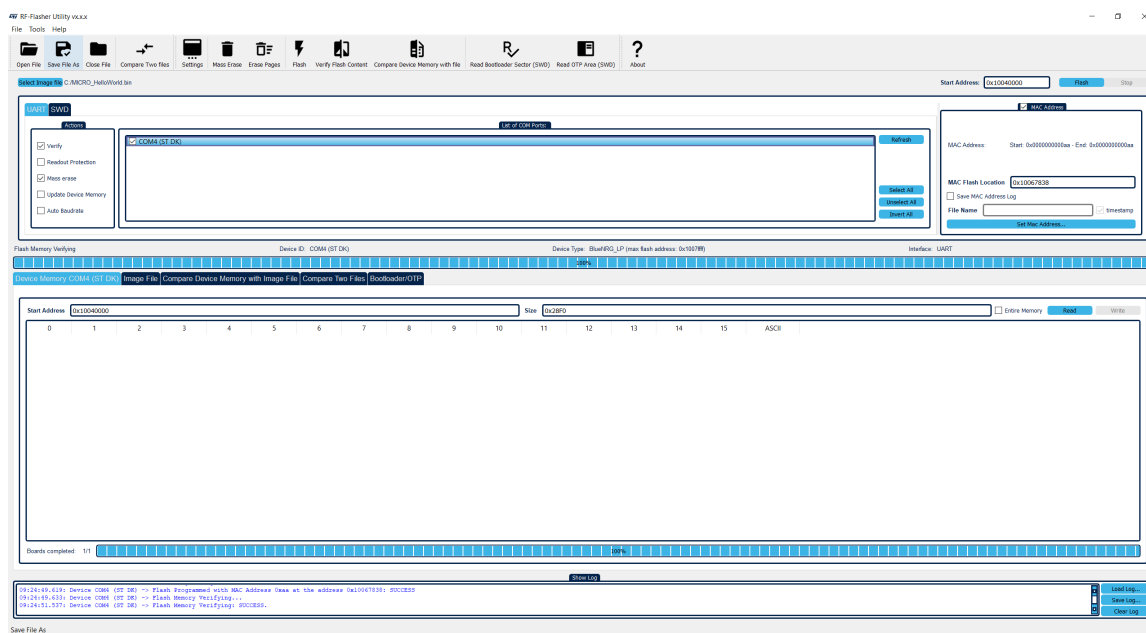 RF-Flasher Utility vx.x.x
File Tools Help
Open File Save File As Close File Compare Two files Settings Mass Erase Erase Pages Flash Verify Flash Content Compare Device Memory with file Read Bootloader Sector (SWD) Read OTP Area (SWD) About
Select Image file C:/MICRO_HelloWorld.bin Start Address: 0x10040000 Flash Stop
UART SWD
MAC Address
Actions
List of COM Ports:
Verify
COM4 (ST DK)
Refresh
MAC Address: Start: 0x0000000000aa - End: 0x0000000000aa
Readout Protection
Mass erase
MAC Flash Location 0x10067838
Update Device Memory
Select All
Save MAC Address Log
Unselect All
Auto Baudrate
Invert All
File Name timestamp
Set Mac Address...
Flash Memory Verifying Device ID: COM4 (ST DK) Device Type: BlueNRG_LP (max flash address: 0x1007ffff) Interface: UART
100%
Device Memory COM4 (ST DK) Image File Compare Device Memory with Image File Compare Two Files Bootloader/OTP
Start Address 0x10040000 Size 0x28F0 Entire Memory Read Write
0 1 2 3 4 5 6 7 8 9 10 11 12 13 14 15 ASCII
Boards completed: 1/1 100%
Show Log
09:24:49.619: Device COM4 (ST DK) -> Flash Programmed with MAC Address 0xaa at the address 0x10067838: SUCCESS
09:24:49.633: Device COM4 (ST DK) -> Flash Memory Verifying...
09:24:51.537: Device COM4 (ST DK) -> Flash Memory Verifying: SUCCESS.
Load Log...
Save Log...
Clear Log
Save File As